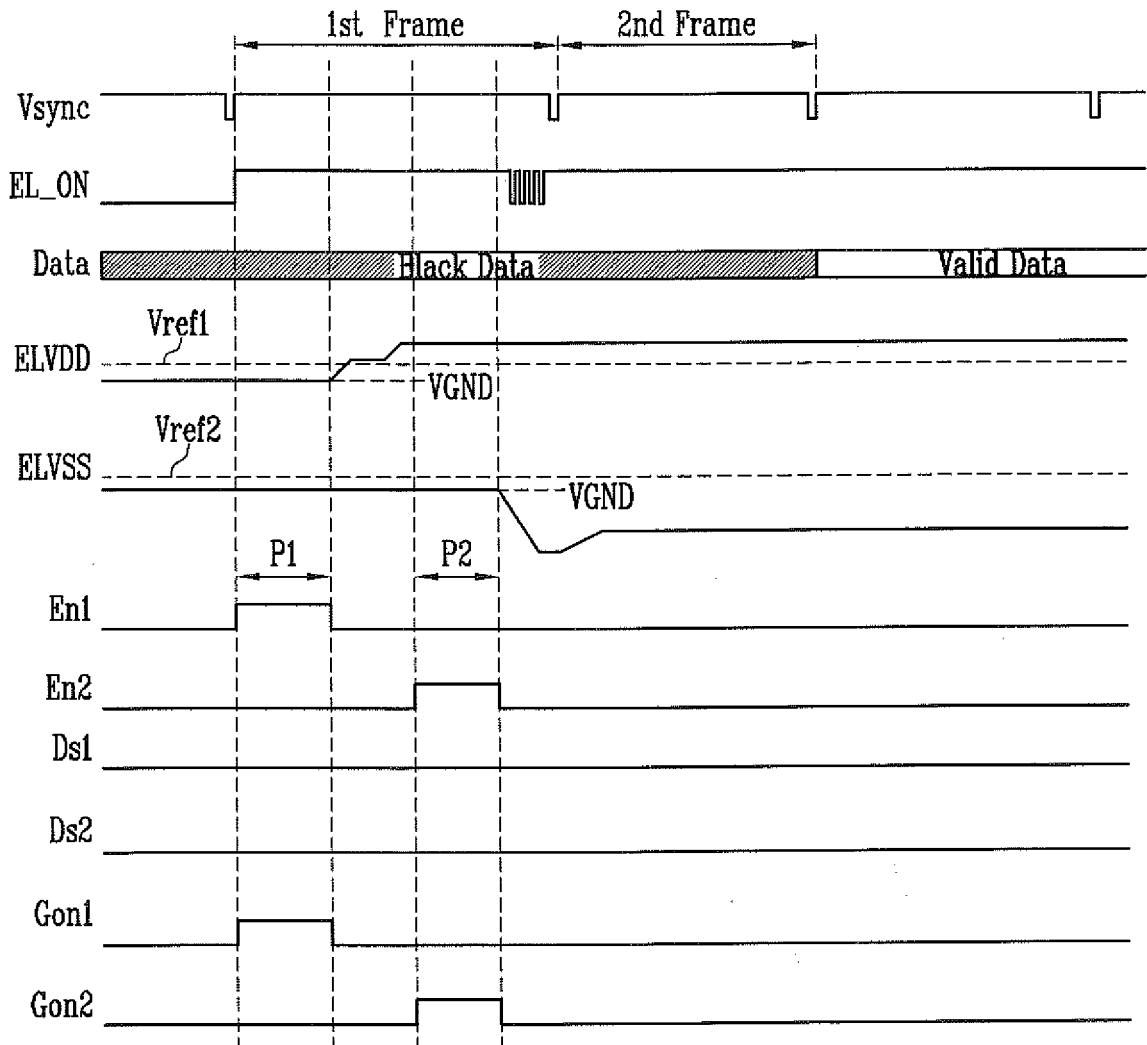 1st Frame
2nd Frame
Vsync
EL_ON
Data
Black Data
Valid Data
Vref1
ELVDD
VGND
Vref2
ELVSS
VGND
P1
P2
En1
En2
Ds1
Ds2
Gon1
Gon2